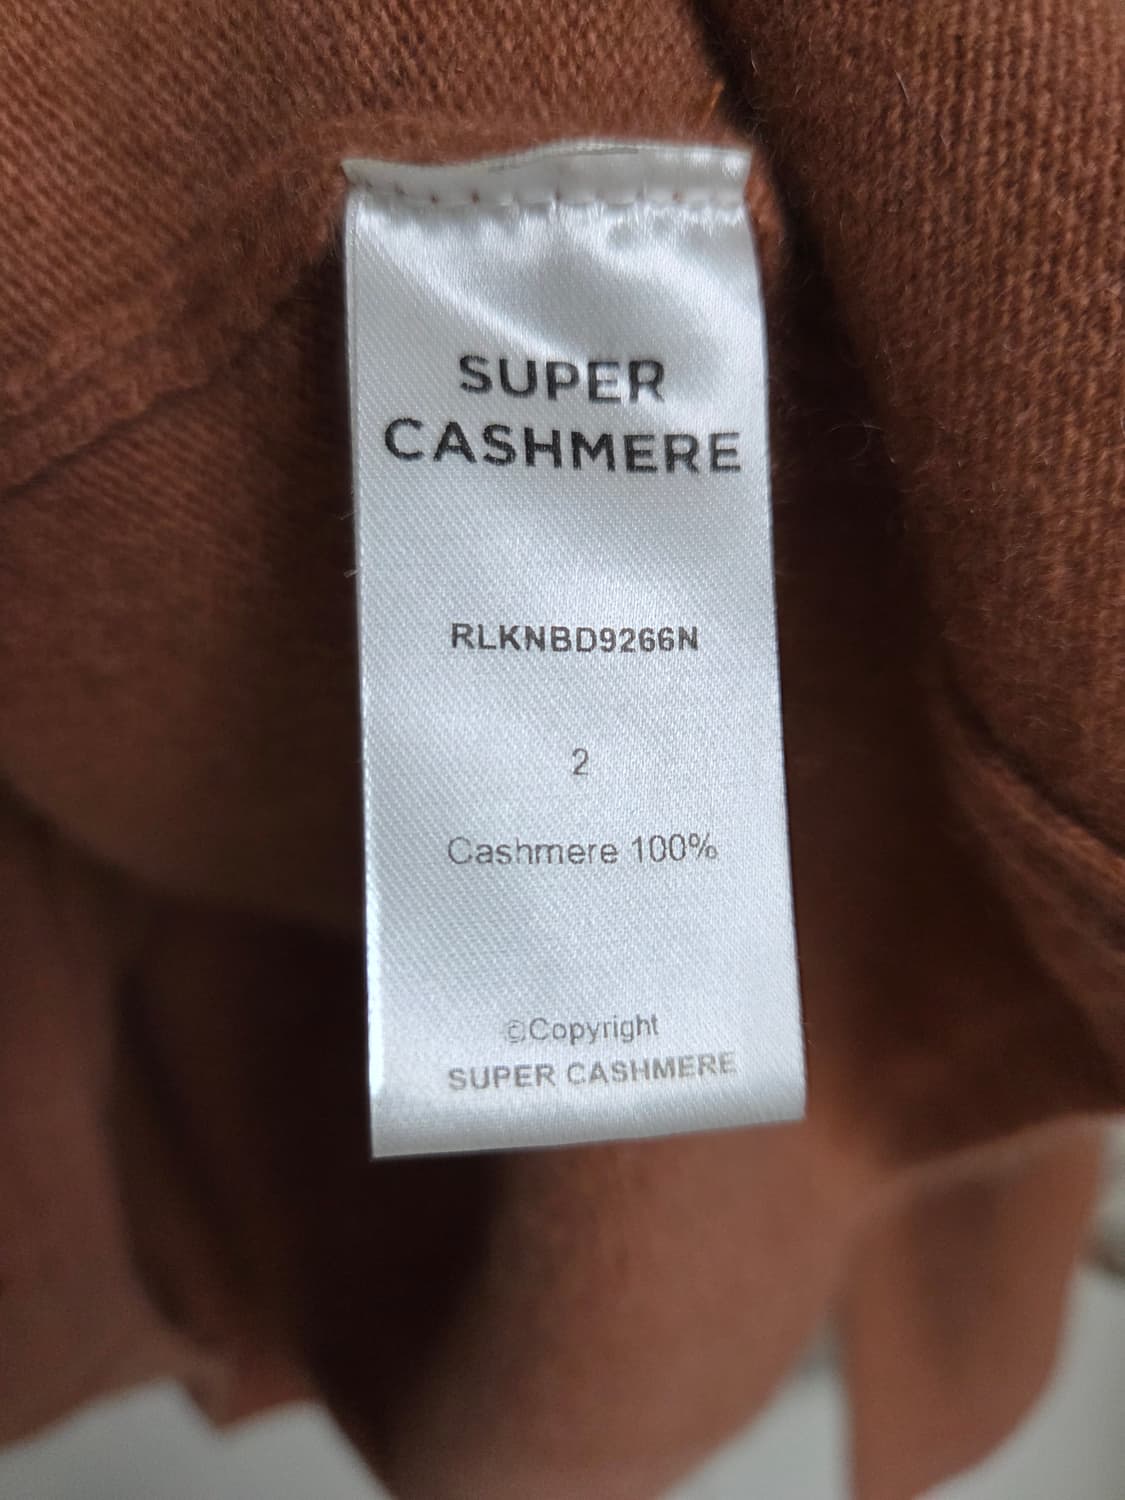 SUPER
CASHMERE
RLKNBD9266N
2
Cashmere 100%
©Copyright
SUPER CASHMERE